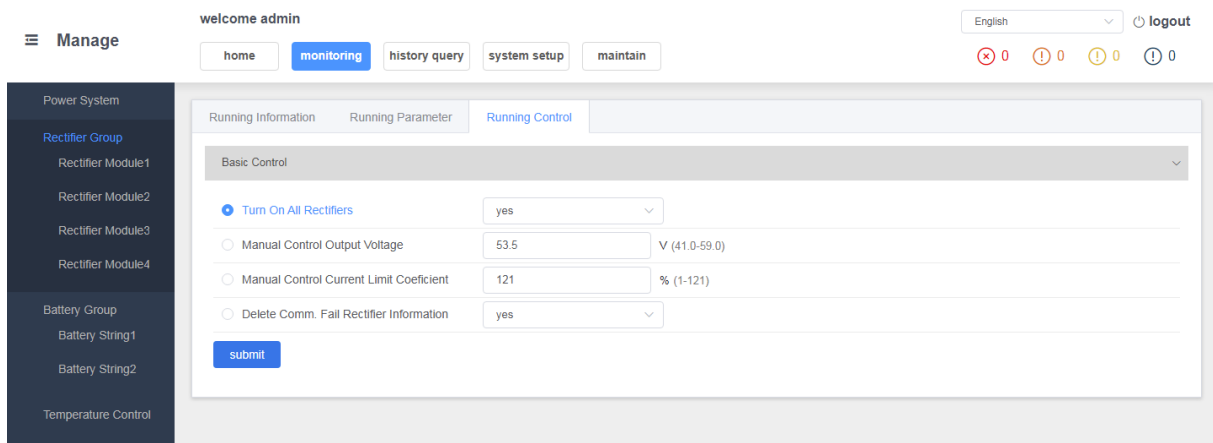 welcome admin
English
logout
Manage
home
monitoring
history query
system setup
maintain
0
0
0
0
Power System
Rectifier Group
Rectifier Module1
Rectifier Module2
Rectifier Module3
Rectifier Module4
Battery Group
Battery String1
Battery String2
Temperature Control
Running Information
Running Parameter
Running Control
Basic Control
Turn On All Rectifiers yes
Manual Control Output Voltage 53.5 V (41.0-59.0)
Manual Control Current Limit Coeficient 121 % (1-121)
Delete Comm. Fail Rectifier Information yes
submit